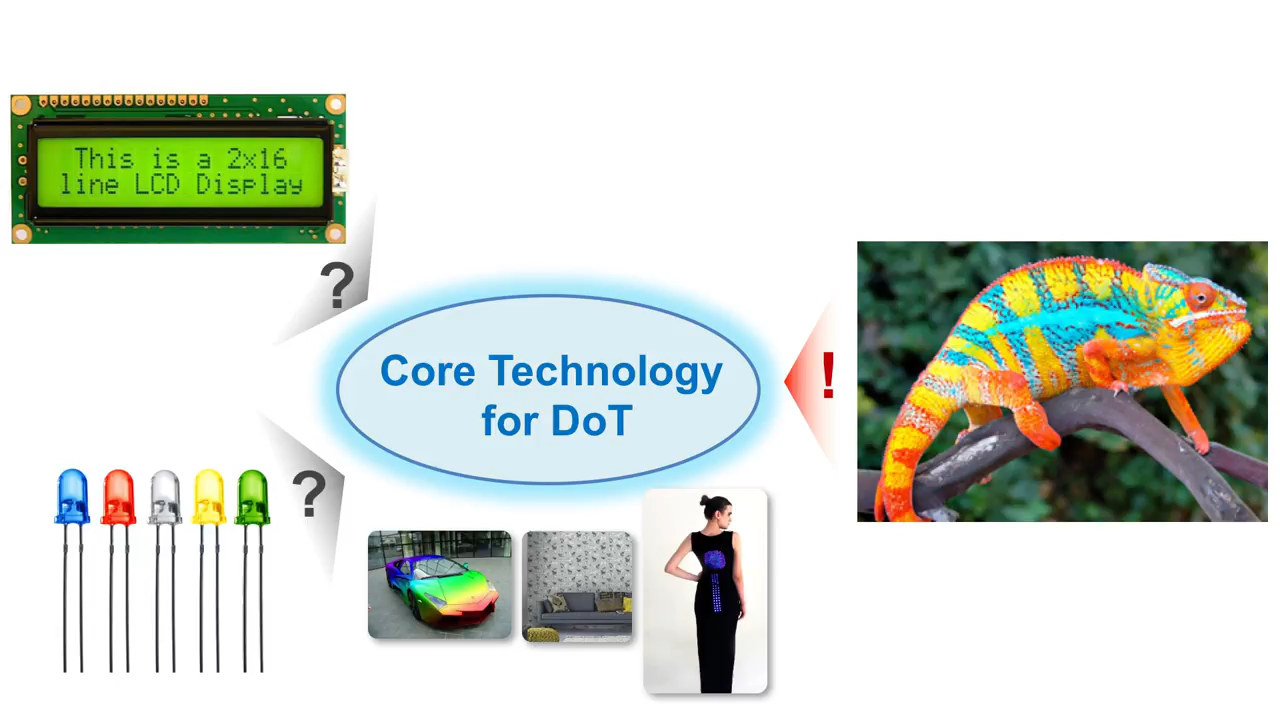 This is a 2x16
line LCD Display
?
Core Technology
for DoT
!
?